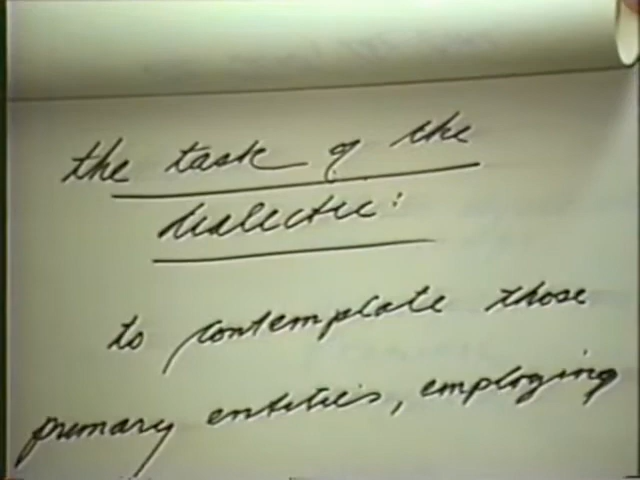 the task of the
dialectic:
to contemplate those
primary entities, employing